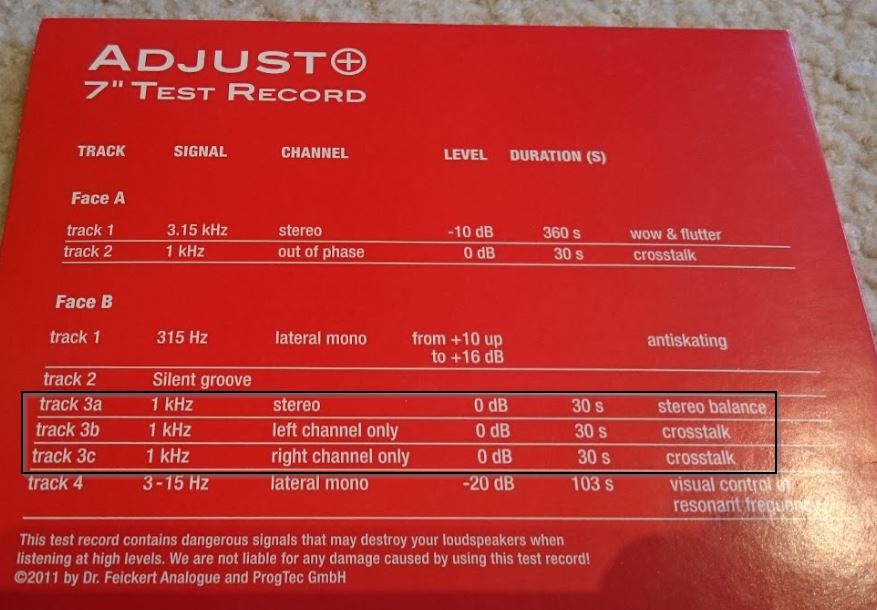 ADJUST+
7" TEST RECORD
TRACK SIGNAL CHANNEL LEVEL DURATION (S)
Face A
track 1 3.15 kHz stereo -10 dB 360 s wow & flutter
track 2 1 kHz out of phase 0 dB 30 s crosstalk
Face B
track 1 315 Hz lateral mono from +10 up antiskating
to +16 dB
track 2 Silent groove
track 3a 1 kHz stereo 0 dB 30 s stereo balance
track 3b 1 kHz left channel only 0 dB 30 s crosstalk
track 3c 1 kHz right channel only 0 dB 30 s crosstalk
track 4 3-15 Hz lateral mono -20 dB 103 s visual control of
resonant frequency
This test record contains dangerous signals that may destroy your loudspeakers when
listening at high levels. We are not liable for any damage caused by using this test record!
©2011 by Dr. Feickert Analogue and ProgTec GmbH